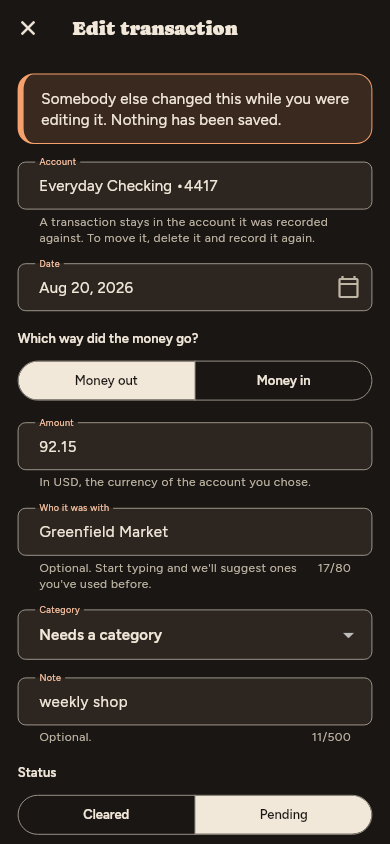 Edit transaction
Somebody else changed this while you were
editing it. Nothing has been saved.
Account
Everyday Checking •4417
A transaction stays in the account it was recorded
against. To move it, delete it and record it again.
Date
Aug 20, 2026
Which way did the money go?
Money out
Money in
Amount
92.15
In USD, the currency of the account you chose.
Who it was with
Greenfield Market
Optional. Start typing and we'll suggest ones
you've used before.
17/80
Category
Needs a category
Note
weekly shop
Optional.
11/500
Status
Cleared
Pending